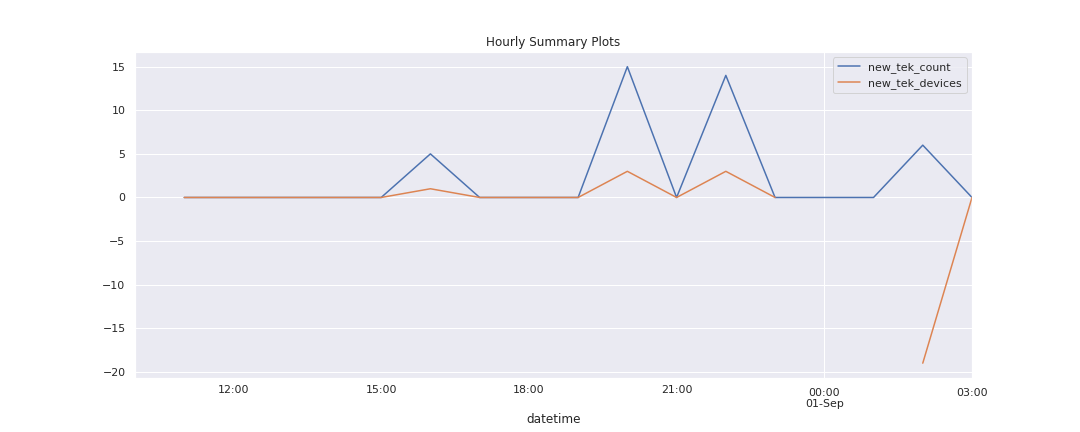 Hourly Summary Plots
new_tek_count
new_tek_devices
15
10
5
0
−5
−10
−15
−20
12:00
15:00
18:00
21:00
00:00
01-Sep
03:00
datetime